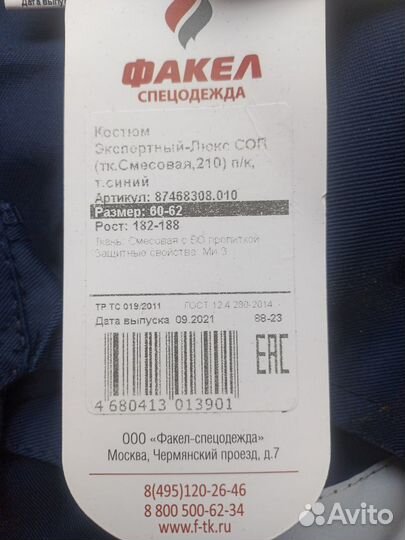 Дата выпус
ФАКЕЛ
СПЕЦОДЕЖДА
Костюм
Экспертный-Люкс СОП
(тк.Смесовая,210) п/к,
т.синий
Артикул: 87468308.010
Размер: 60-62
Рост: 182-188
Ткань: Смесовая с ВО пропиткой
Защитные свойства: Ми З
ТР ТС 019/2011 ГОСТ 12.4.280-2014
Дата выпуска 09.2021 88-23
EAC
4 680413 013901
ООО «Факел-спецодежда»
Москва, Чермянский проезд, д.7
8(495)120-26-46
8 800 500-62-34
www.f-tk.ru
Avito